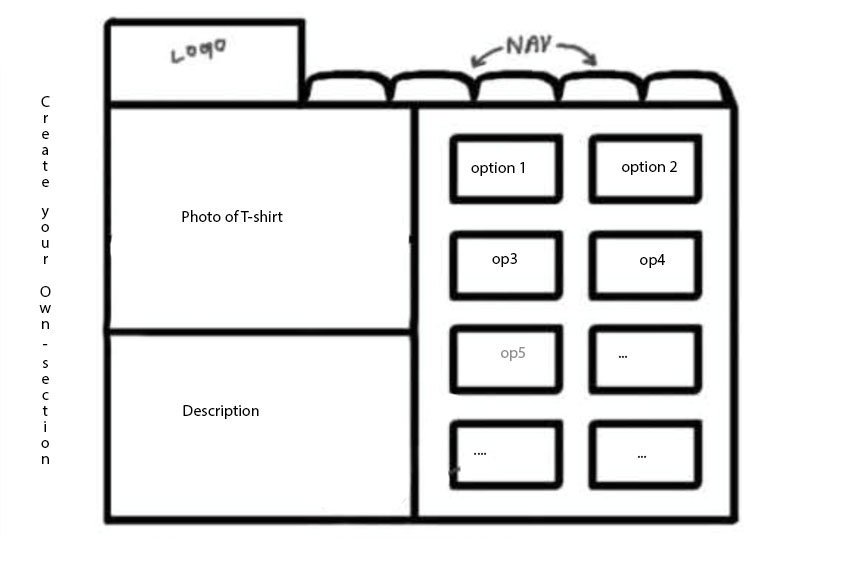 Logo
NAV
Create your Own-section
Photo of T-shirt
option 1
option 2
op3
op4
op5
...
Description
....
...